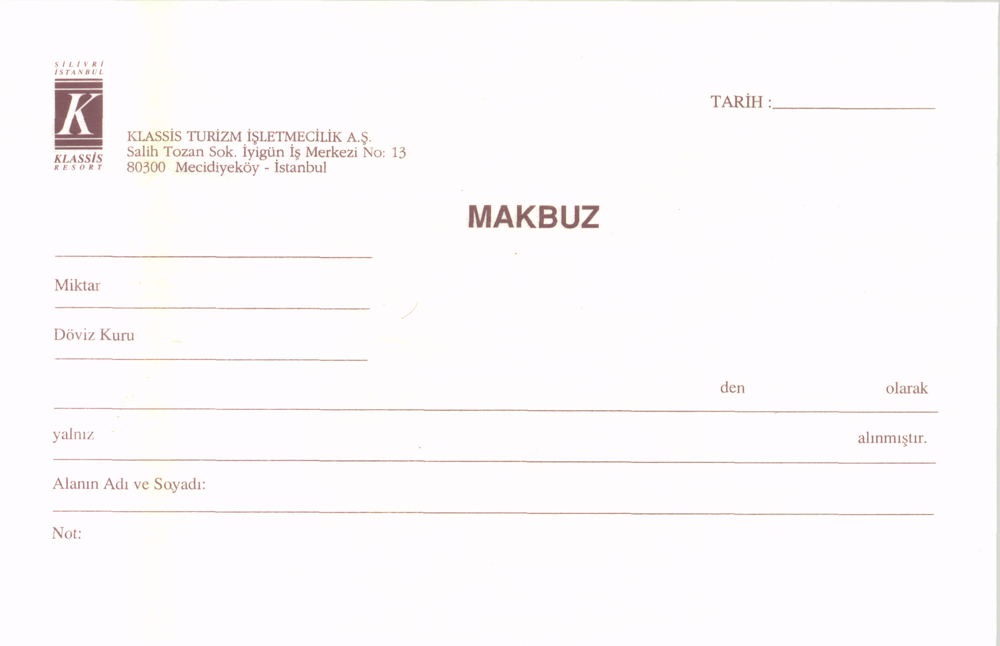 SİLİVRİ
İSTANBUL
K
KLASSİS
RESORT
TARİH :
KLASSİS TURİZM İŞLETMECİLİK A.Ş.
Salih Tozan Sok. İyigün İş Merkezi No: 13
80300 Mecidiyeköy - İstanbul
MAKBUZ
Miktar
Döviz Kuru
den olarak
yalnız alınmıştır.
Alanın Adı ve Soyadı:
Not: